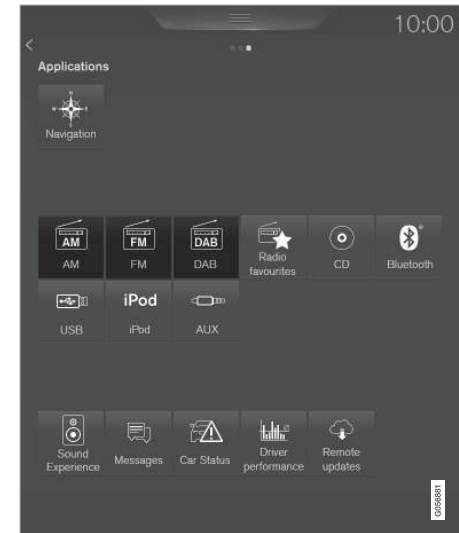 10:00
Applications
N
W E
S
Navigation
AM FM DAB
AM FM DAB Radio favourites CD Bluetooth
iPod
USB iPod AUX
Sound Experience Messages Car Status Driver performance Remote updates
G056881